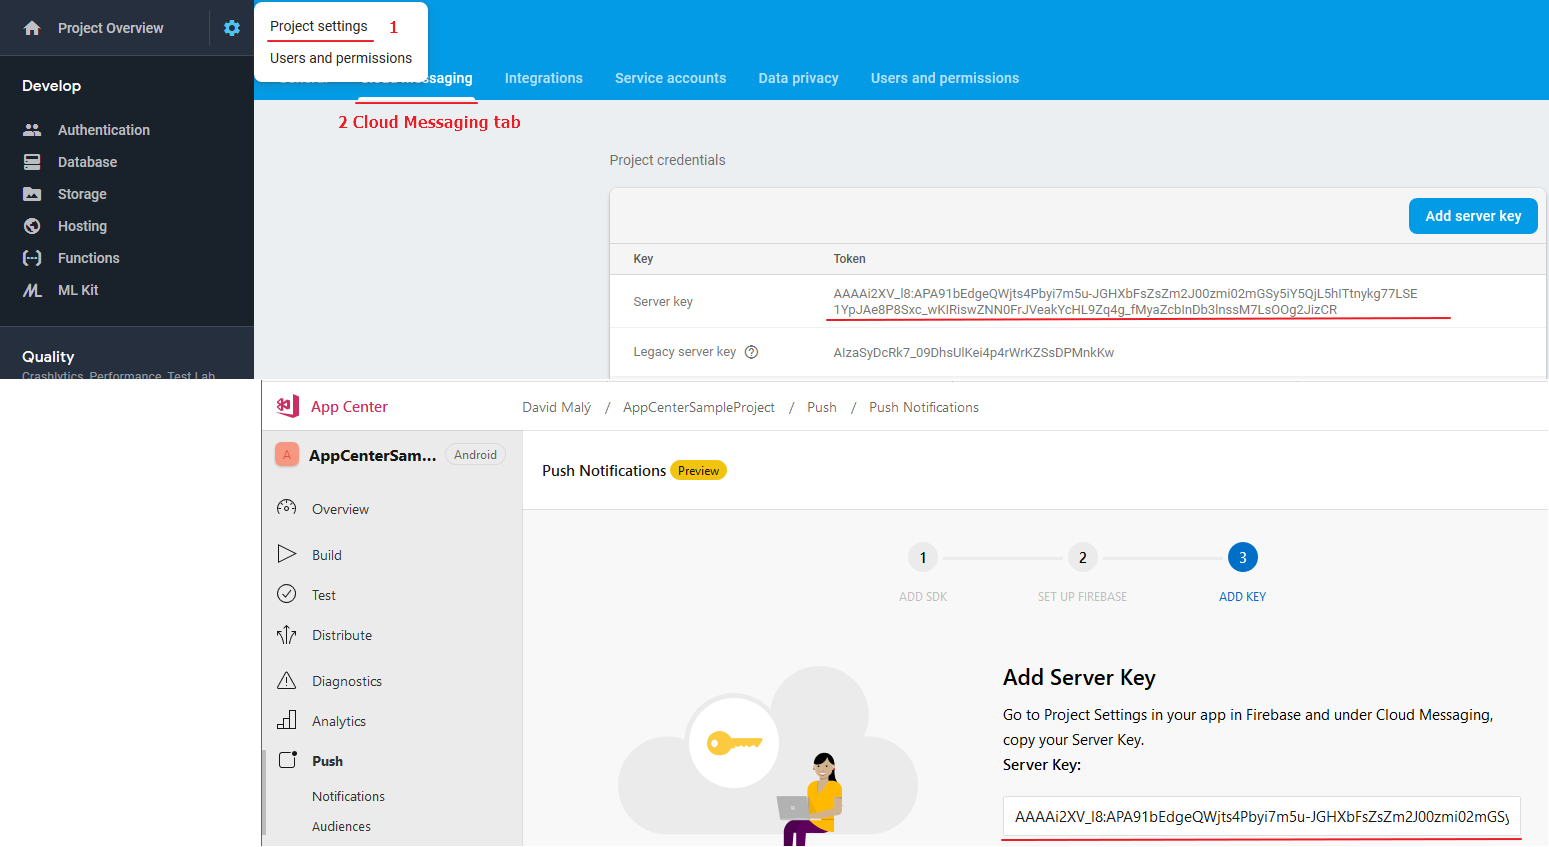 Project Overview
Project settings 1
Users and permissions
Messaging
Integrations
Service accounts
Data privacy
Users and permissions
2 Cloud Messaging tab
Develop
Authentication
Database
Storage
Hosting
Functions
ML Kit
Quality
Crashlytics, Performance, Test Lab
Project credentials
Add server key
Key Token
Server key
AAAAi2XV_l8:APA91bEdgeQWjts4Pbyi7m5u-JGHXbFsZsZm2J00zmi02mGSy5iY5QjL5hITtnykg77LSE
1YpJAe8P8Sxc_wKIRiswZNN0FrJVeakYcHL9Zq4g_fMyaZcbInDb3lnssM7LsOOg2JizCR
Legacy server key
AIzaSyDcRk7_09DhsUlKei4p4rWrKZSsDPMnkKw
App Center
David Malý / AppCenterSampleProject / Push / Push Notifications
A AppCenterSam... Android
Overview
Build
Test
Distribute
Diagnostics
Analytics
Push
Notifications
Audiences
Push Notifications Preview
1 2 3
ADD SDK SET UP FIREBASE ADD KEY
Add Server Key
Go to Project Settings in your app in Firebase and under Cloud Messaging,
copy your Server Key.
Server Key:
AAAAi2XV_l8:APA91bEdgeQWjts4Pbyi7m5u-JGHXbFsZsZm2J00zmi02mGSy